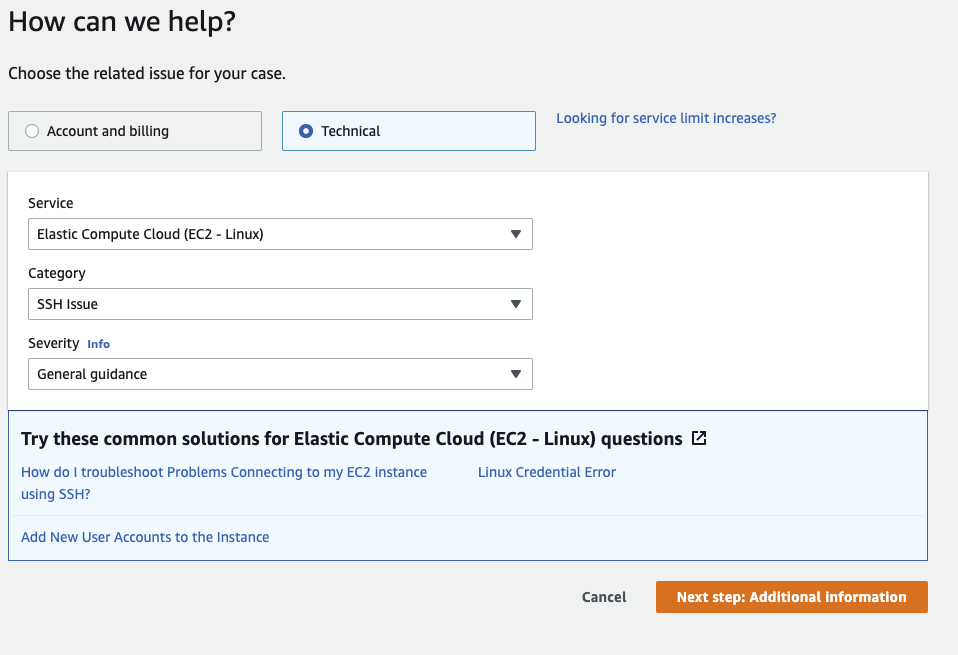 How can we help?
Choose the related issue for your case.
Account and billing
Technical
Looking for service limit increases?
Service
Elastic Compute Cloud (EC2 - Linux)
Category
SSH Issue
Severity Info
General guidance
Try these common solutions for Elastic Compute Cloud (EC2 - Linux) questions
How do I troubleshoot Problems Connecting to my EC2 instance
using SSH?
Linux Credential Error
Add New User Accounts to the Instance
Cancel
Next step: Additional information